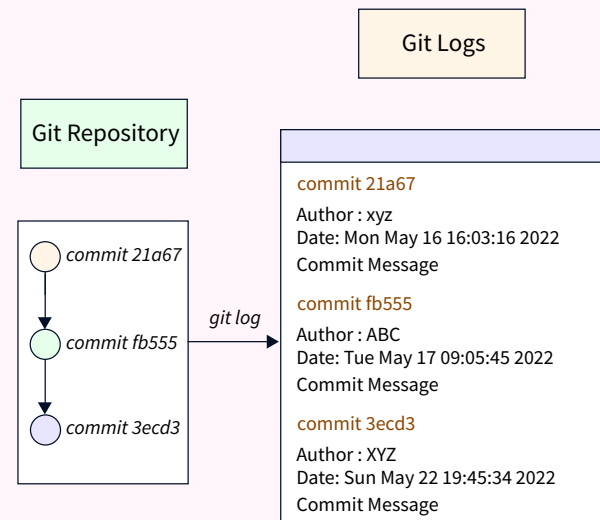 Git Logs
Git Repository
commit 21a67
commit fb555
commit 3ecd3
git log
commit 21a67
Author : xyz
Date: Mon May 16 16:03:16 2022
Commit Message
commit fb555
Author : ABC
Date: Tue May 17 09:05:45 2022
Commit Message
commit 3ecd3
Author : XYZ
Date: Sun May 22 19:45:34 2022
Commit Message